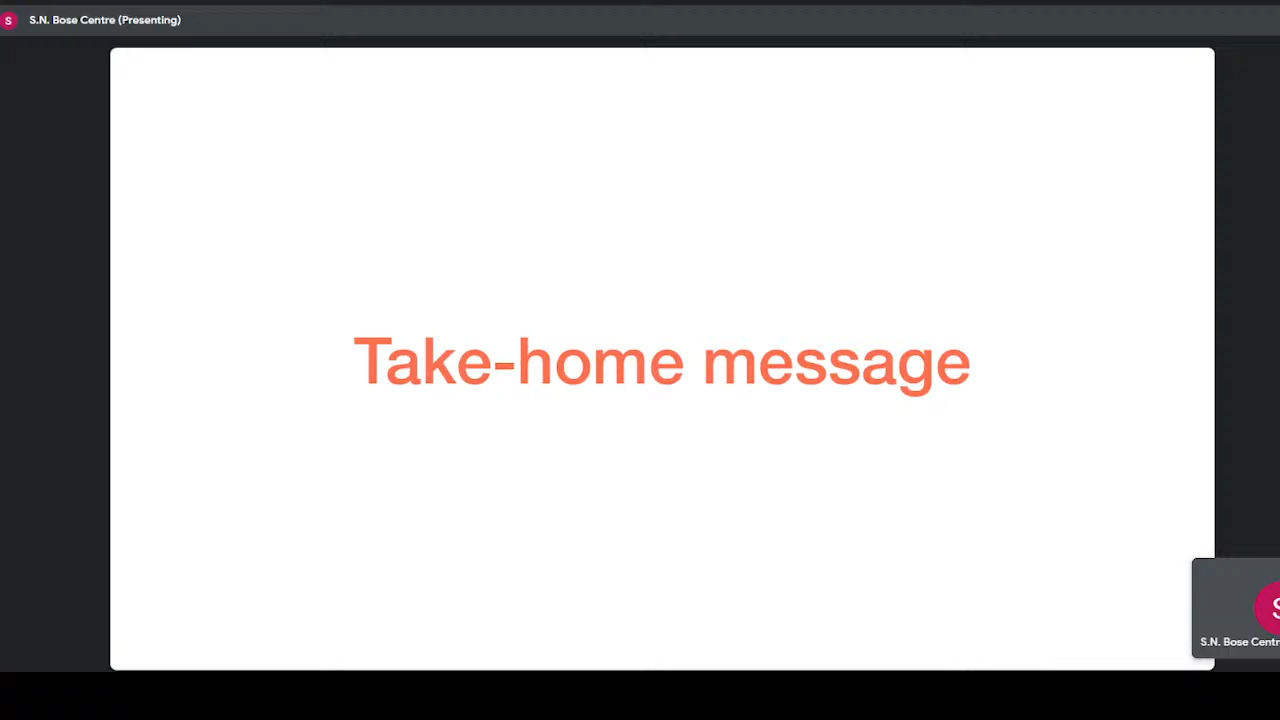 S S.N. Bose Centre (Presenting)
Take-home message
S
S.N. Bose Centr